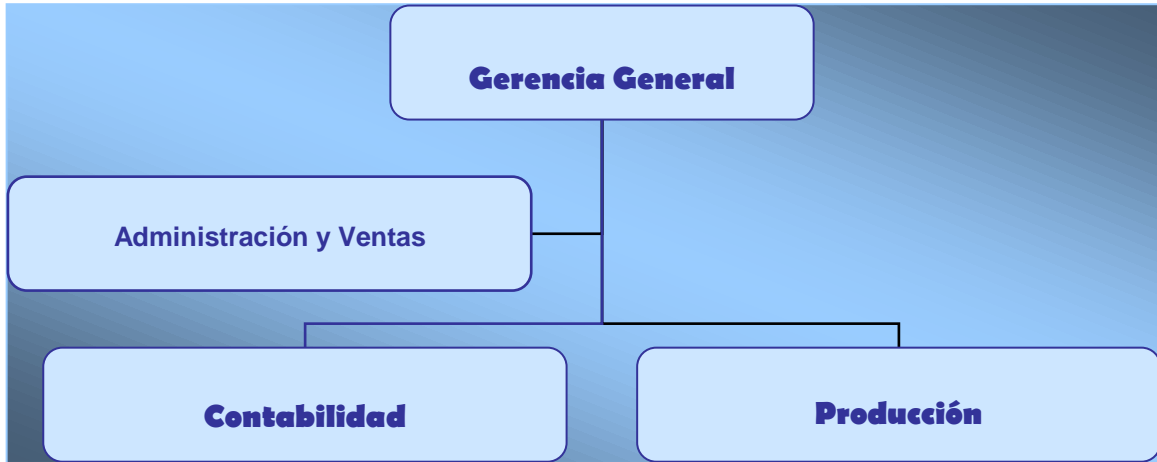 Gerencia General
Administración y Ventas
Contabilidad
Producción